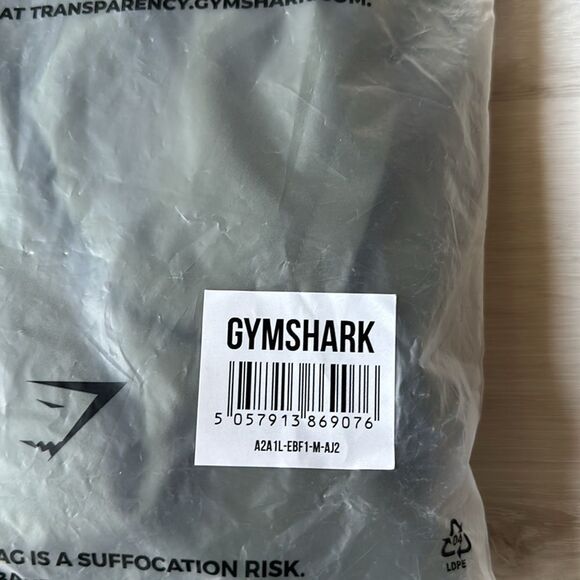 AT TRANSPARENCY.GYMSHARK.COM.
GYMSHARK
5 057913 869076
A2A1L-EBF1-M-AJ2
AG IS A SUFFOCATION RISK.
04
LDPE